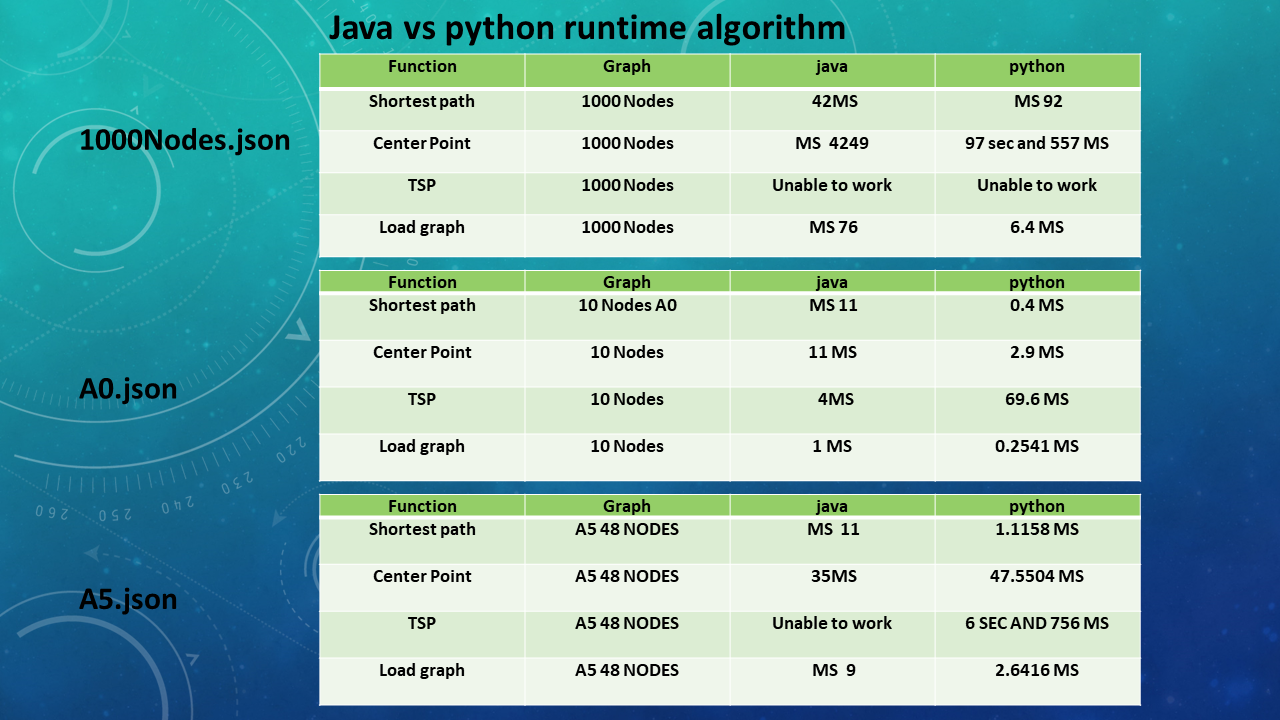 Java vs python runtime algorithm
1000Nodes.json
Function Graph java python
Shortest path 1000 Nodes 42MS MS 92
Center Point 1000 Nodes MS 4249 97 sec and 557 MS
TSP 1000 Nodes Unable to work Unable to work
Load graph 1000 Nodes MS 76 6.4 MS
A0.json
Function Graph java python
Shortest path 10 Nodes A0 MS 11 0.4 MS
Center Point 10 Nodes 11 MS 2.9 MS
TSP 10 Nodes 4MS 69.6 MS
Load graph 10 Nodes 1 MS 0.2541 MS
A5.json
Function Graph java python
Shortest path A5 48 NODES MS 11 1.1158 MS
Center Point A5 48 NODES 35MS 47.5504 MS
TSP A5 48 NODES Unable to work 6 SEC AND 756 MS
Load graph A5 48 NODES MS 9 2.6416 MS
260 250 240 230 220